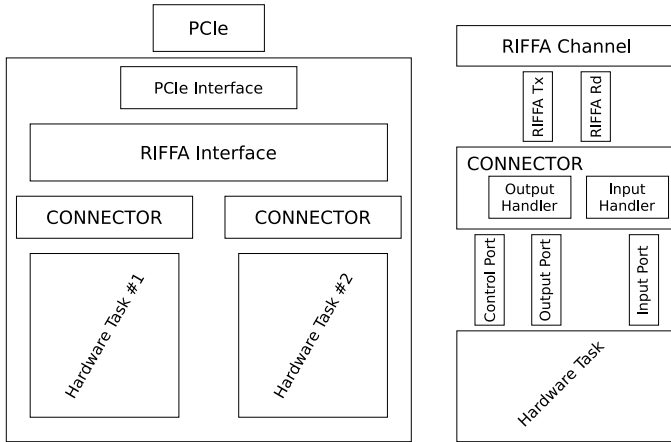 PCIe
PCIe Interface
RIFFA Interface
CONNECTOR
CONNECTOR
Hardware Task #1
Hardware Task #2
RIFFA Channel
RIFFA Tx
RIFFA Rd
CONNECTOR
Output
Handler
Input
Handler
Control Port
Output Port
Input Port
Hardware Task